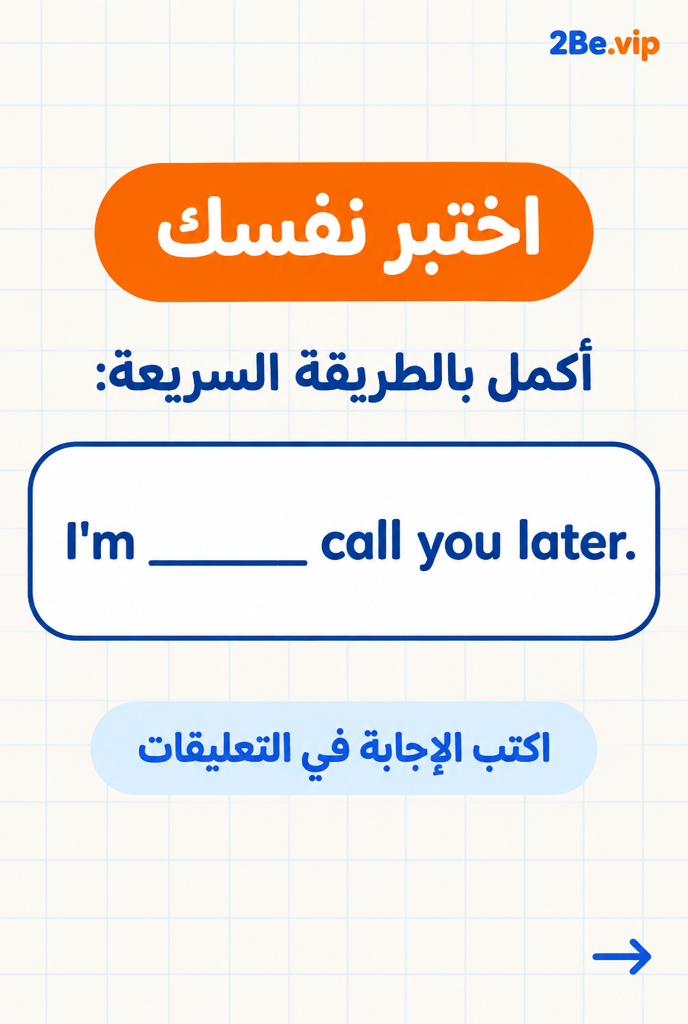 2Be.vip
اختبر نفسك
أكمل بالطريقة السريعة:
I'm ______ call you later.
اكتب الإجابة في التعليقات